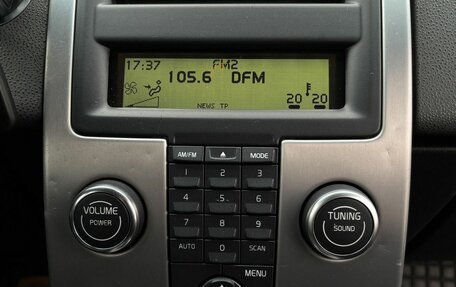 17:37 FM2
105.6 DFM
NEWS TP 20 20
AM/FM MODE
1 2 3
4 5 6
7 8 9
AUTO 0 SCAN
MENU
VOLUME
POWER
TUNING
SOUND